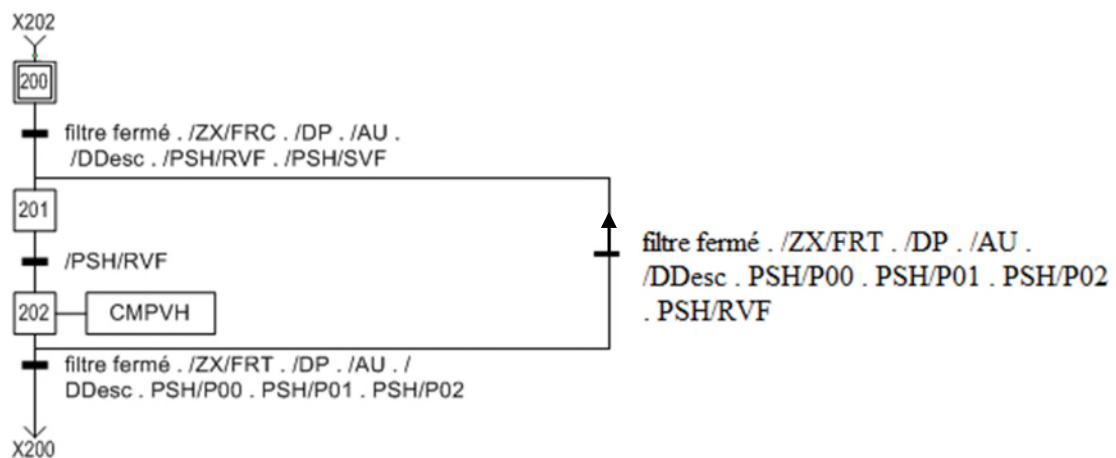 X202
200
filtre fermé . /ZX/FRC . /DP . /AU .
/DDesc . /PSH/RVF . /PSH/SVF
201
/PSH/RVF
filtre fermé . /ZX/FRT . /DP . /AU .
/DDesc . PSH/P00 . PSH/P01 . PSH/P02
. PSH/RVF
202
CMPVH
filtre fermé . /ZX/FRT . /DP . /AU . /
DDesc . PSH/P00 . PSH/P01 . PSH/P02
X200